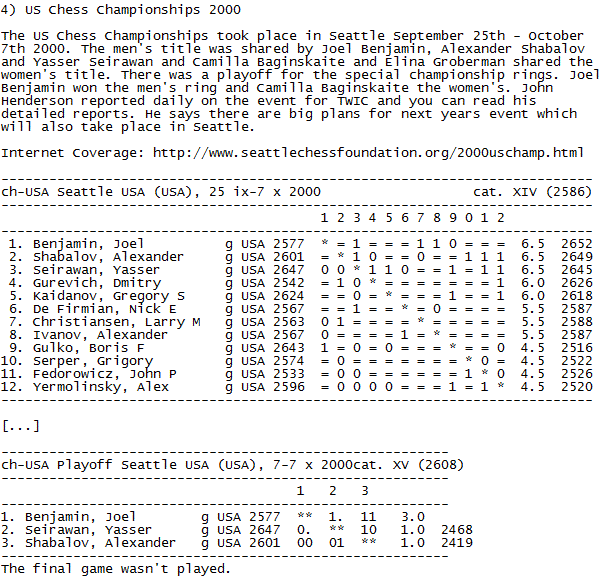 4) US Chess Championships 2000
The US Chess Championships took place in Seattle September 25th - October
7th 2000. The men's title was shared by Joel Benjamin, Alexander Shabalov
and Yasser Seirawan and Camilla Baginskaite and Elina Groberman shared the
women's title. There was a playoff for the special championship rings. Joel
Benjamin won the men's ring and Camilla Baginskaite the women's. John
Henderson reported daily on the event for TWIC and you can read his
detailed reports. He says there are big plans for next years event which
will also take place in Seattle.
Internet Coverage: http://www.seattlechessfoundation.org/2000uschamp.html
--------------------------------------------------------------------------
ch-USA Seattle USA (USA), 25 ix-7 x 2000                   cat. XIV (2586)
--------------------------------------------------------------------------
                                        1 2 3 4 5 6 7 8 9 0 1 2
--------------------------------------------------------------------------
 1. Benjamin, Joel          g USA 2577  * = 1 = = = 1 1 0 = = =  6.5  2652
 2. Shabalov, Alexander     g USA 2601  = * 1 0 = = 0 = = 1 1 1  6.5  2649
 3. Seirawan, Yasser        g USA 2647  0 0 * 1 1 0 = = 1 = 1 1  6.5  2645
 4. Gurevich, Dmitry        g USA 2542  = 1 0 * = = = = = = = 1  6.0  2626
 5. Kaidanov, Gregory S     g USA 2624  = = 0 = * = = = 1 = = 1  6.0  2618
 6. De Firmian, Nick E      g USA 2567  = = 1 = = * = 0 = = = =  5.5  2587
 7. Christiansen, Larry M   g USA 2563  0 1 = = = = * = = = = =  5.5  2588
 8. Ivanov, Alexander       g USA 2567  0 = = = = 1 = * = = = =  5.5  2587
 9. Gulko, Boris F          g USA 2643  1 = 0 = 0 = = = * = = 0  4.5  2516
10. Serper, Grigory         g USA 2574  = 0 = = = = = = = * 0 =  4.5  2522
11. Fedorowicz, John P      g USA 2533  = 0 0 = = = = = = 1 * 0  4.5  2526
12. Yermolinsky, Alex       g USA 2596  = 0 0 0 0 = = = 1 = 1 *  4.5  2520
--------------------------------------------------------------------------
[...]
--------------------------------------------------------
ch-USA Playoff Seattle USA (USA), 7-7 x 2000cat. XV (2608)
--------------------------------------------------------
                                     1   2   3
--------------------------------------------------------
1. Benjamin, Joel        g USA 2577  **  1.  11   3.0
2. Seirawan, Yasser      g USA 2647  0.  **  10   1.0  2468
3. Shabalov, Alexander   g USA 2601  00  01  **   1.0  2419
--------------------------------------------------------
The final game wasn't played.